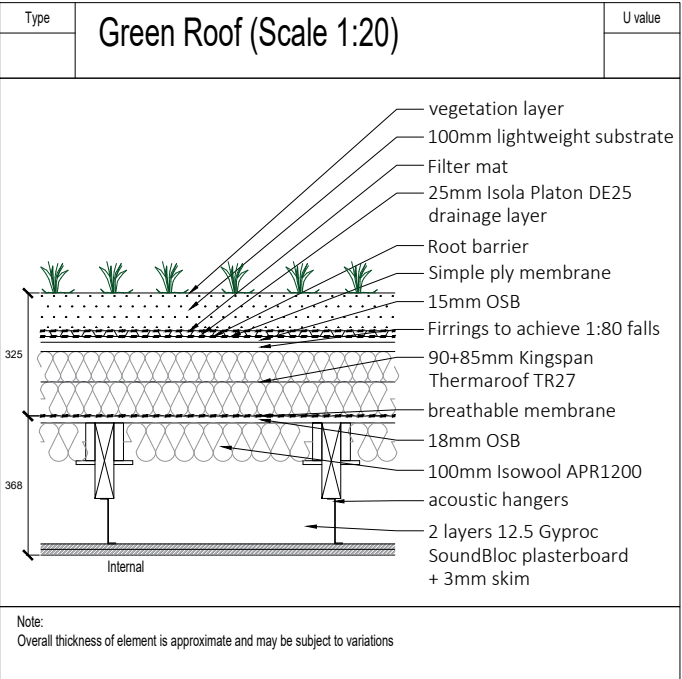 Type
Green Roof (Scale 1:20)
U value
vegetation layer
100mm lightweight substrate
Filter mat
25mm Isola Platon DE25
drainage layer
Root barrier
Simple ply membrane
15mm OSB
Firrings to achieve 1:80 falls
325
90+85mm Kingspan
Thermaroof TR27
breathable membrane
18mm OSB
100mm Isowool APR1200
368
acoustic hangers
2 layers 12.5 Gyproc
SoundBloc plasterboard
+ 3mm skim
Internal
Note:
Overall thickness of element is approximate and may be subject to variations